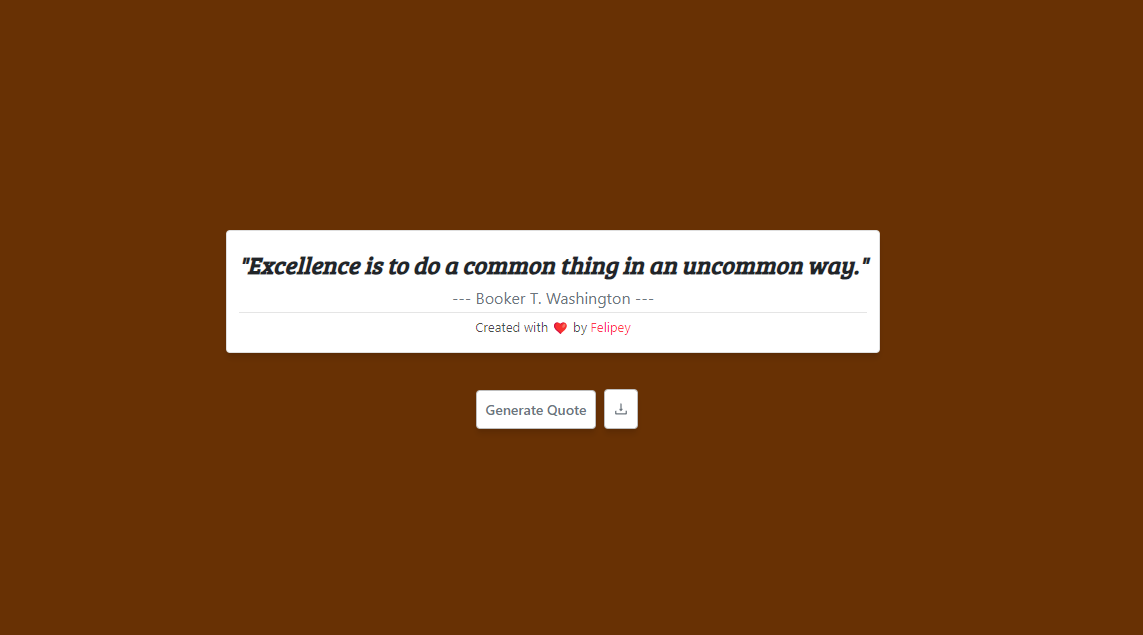 "Excellence is to do a common thing in an uncommon way."
--- Booker T. Washington ---
Created with ❤️ by Felipey
Generate Quote